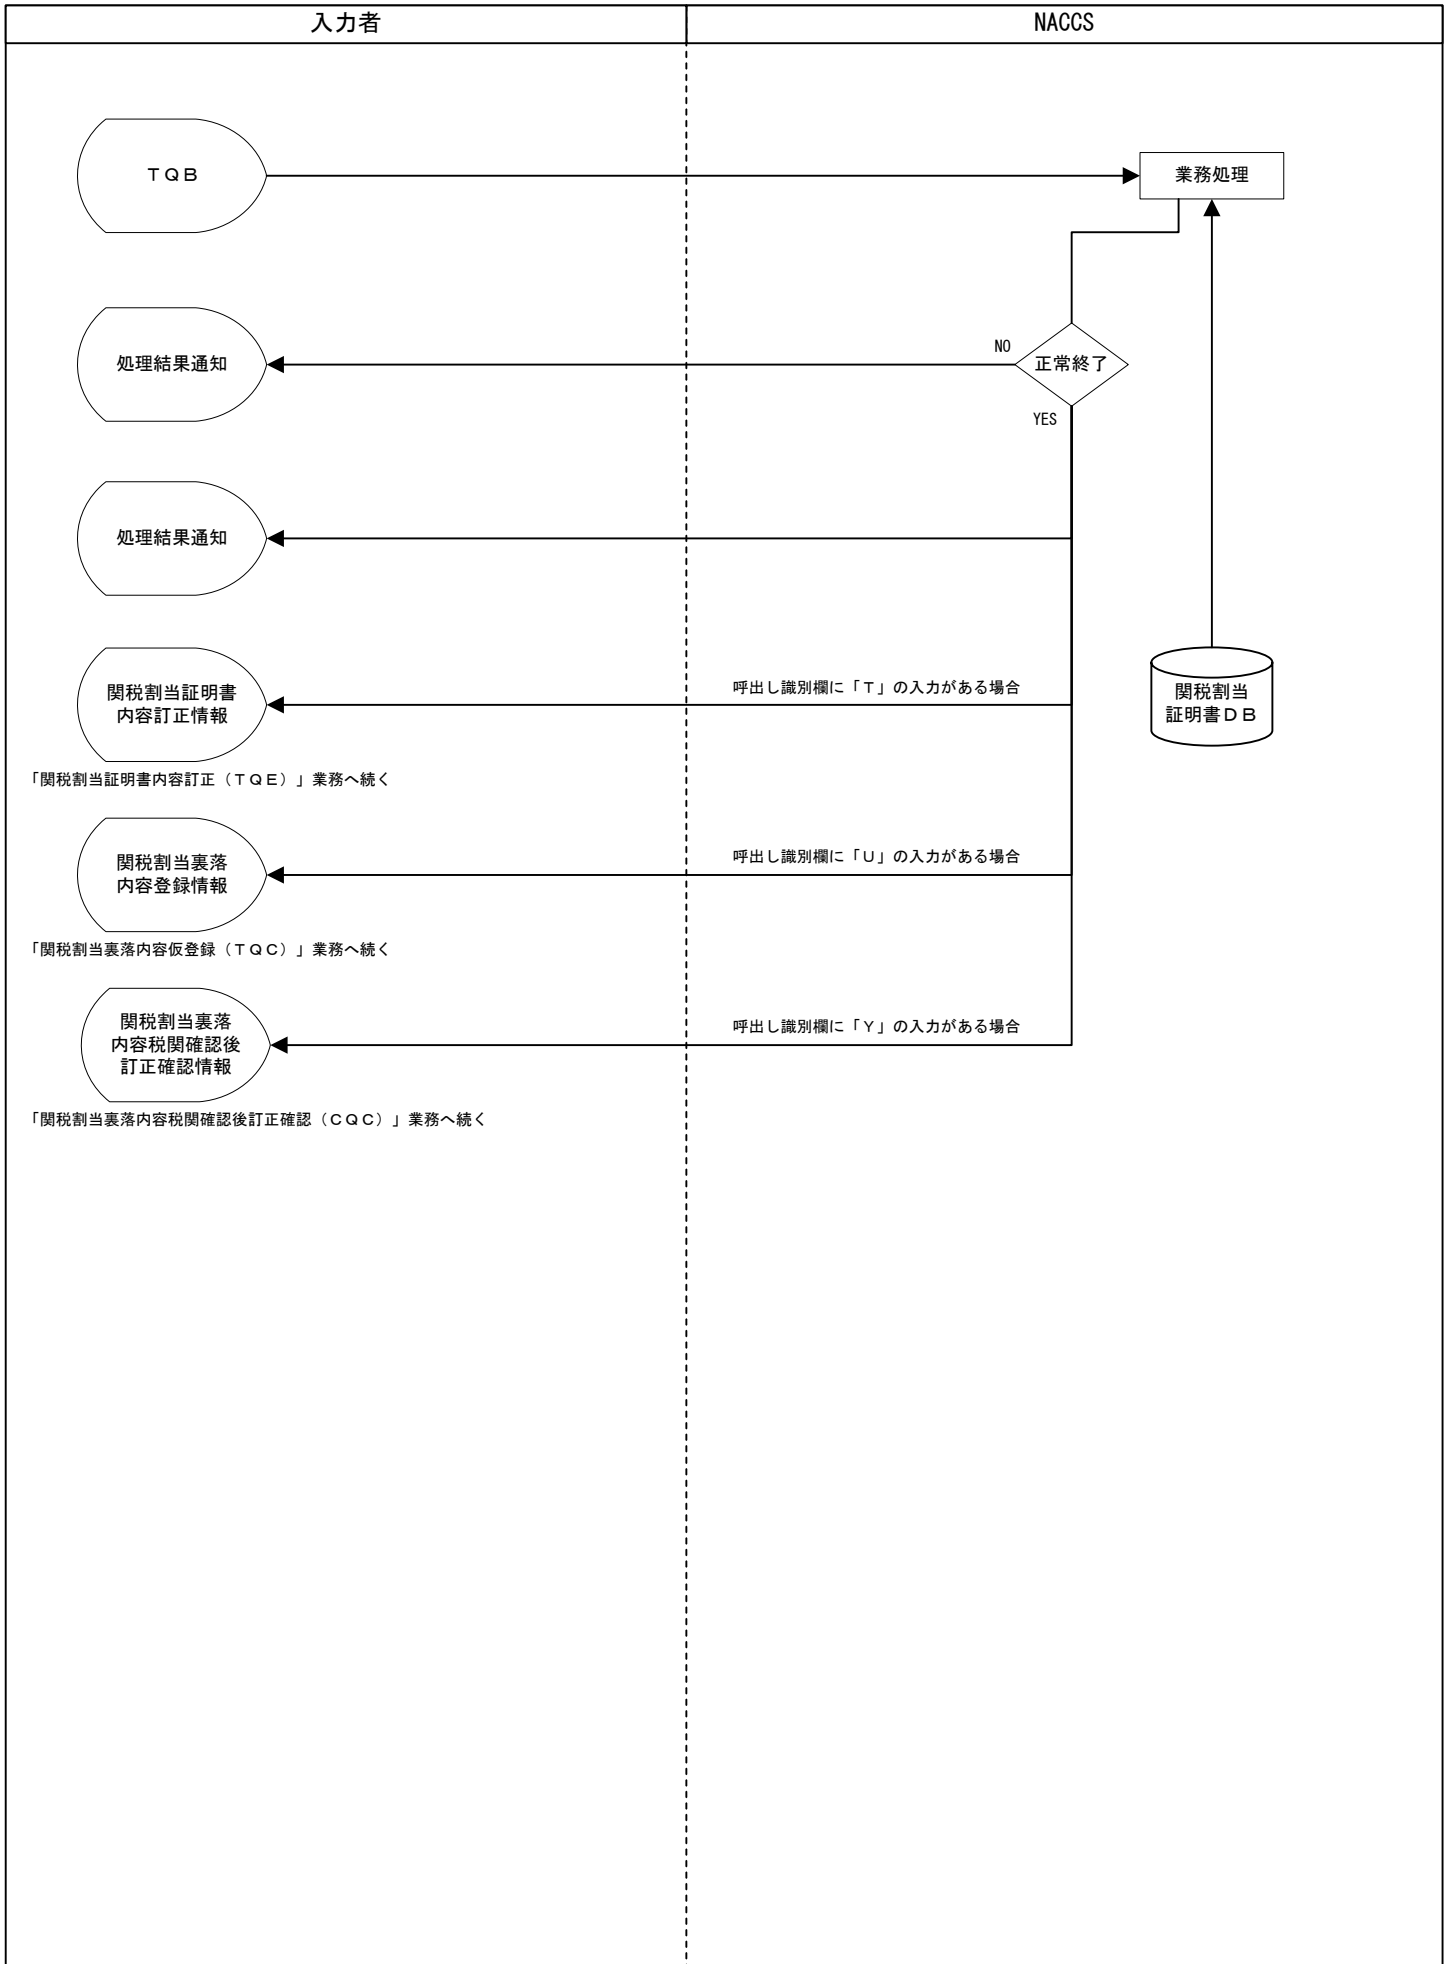 入力者
NACCS
ＴＱＢ
業務処理
処理結果通知
NO
正常終了
YES
処理結果通知
関税割当証明書
内容訂正情報
呼出し識別欄に「Ｔ」の入力がある場合
関税割当
証明書ＤＢ
「関税割当証明書内容訂正（ＴＱＥ）」業務へ続く
関税割当裏落
内容登録情報
呼出し識別欄に「Ｕ」の入力がある場合
「関税割当裏落内容仮登録（ＴＱＣ）」業務へ続く
関税割当裏落
内容税関確認後
訂正確認情報
呼出し識別欄に「Ｙ」の入力がある場合
「関税割当裏落内容税関確認後訂正確認（ＣＱＣ）」業務へ続く